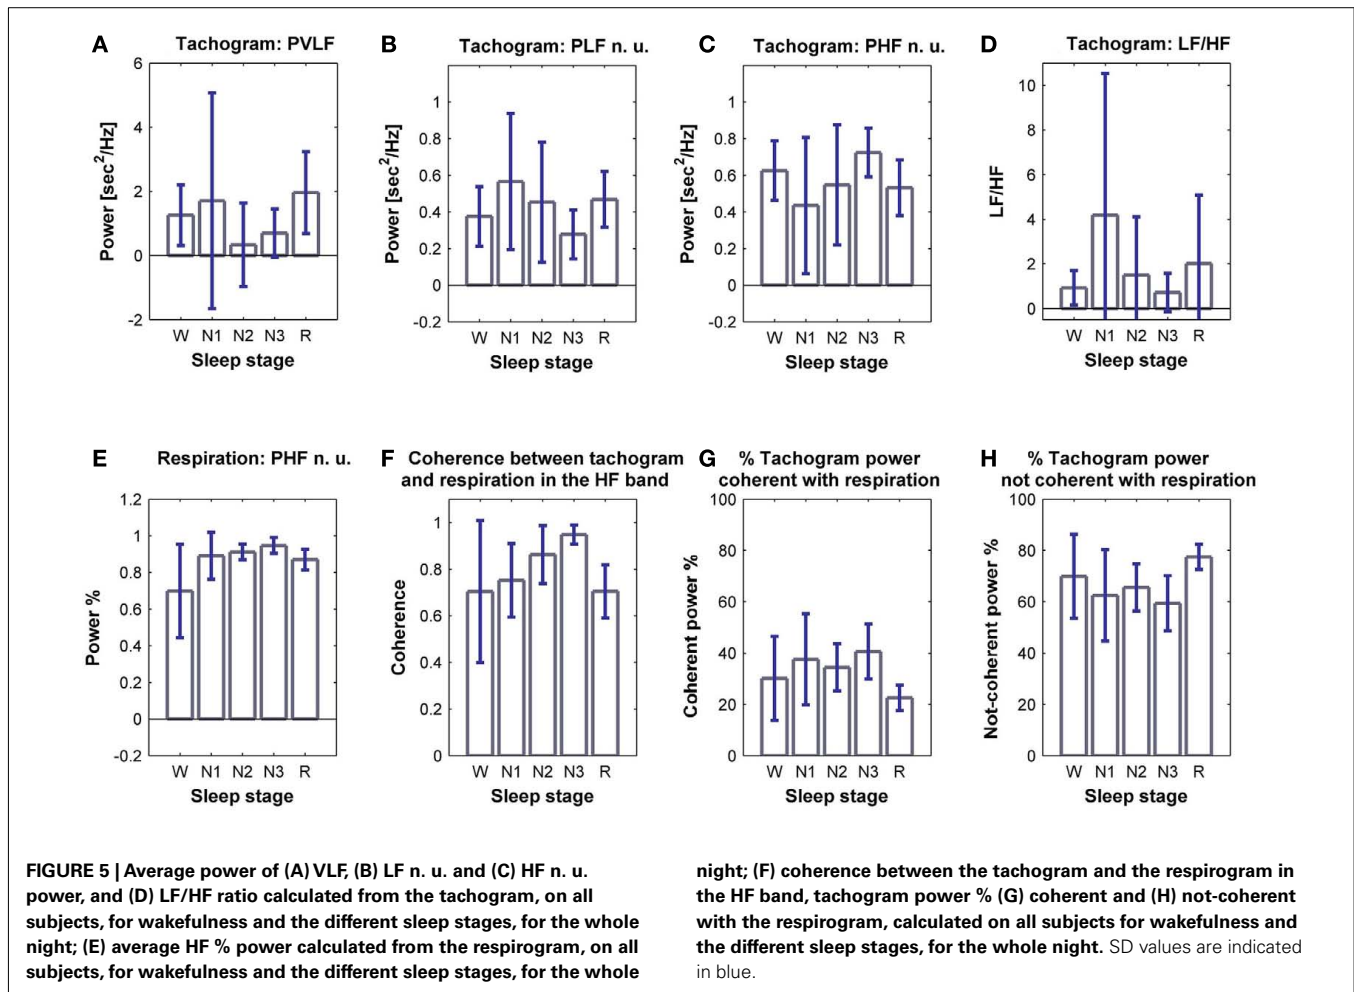 A Tachogram: PVLF
6
4
2
0
-2
Power [sec²/Hz]
W N1 N2 N3 R
Sleep stage
B Tachogram: PLF n. u.
1
0.8
0.6
0.4
0.2
0
-0.2
Power [sec²/Hz]
W N1 N2 N3 R
Sleep stage
C Tachogram: PHF n. u.
1
0.8
0.6
0.4
0.2
0
-0.2
Power [sec²/Hz]
W N1 N2 N3 R
Sleep stage
D Tachogram: LF/HF
10
8
6
4
2
0
LF/HF
W N1 N2 N3 R
Sleep stage
E Respiration: PHF n. u.
1.2
1
0.8
0.6
0.4
0.2
0
-0.2
Power %
W N1 N2 N3 R
Sleep stage
F Coherence between tachogram
and respiration in the HF band
1
0.8
0.6
0.4
0.2
0
Coherence
W N1 N2 N3 R
Sleep stage
G % Tachogram power
coherent with respiration
100
80
60
40
20
0
Coherent power %
W N1 N2 N3 R
Sleep stage
H % Tachogram power
not coherent with respiration
100
80
60
40
20
0
Not-coherent power %
W N1 N2 N3 R
Sleep stage
FIGURE 5 | Average power of (A) VLF, (B) LF n. u. and (C) HF n. u.
power, and (D) LF/HF ratio calculated from the tachogram, on all
subjects, for wakefulness and the different sleep stages, for the whole
night; (E) average HF % power calculated from the respirogram, on all
subjects, for wakefulness and the different sleep stages, for the whole
night; (F) coherence between the tachogram and the respirogram in
the HF band, tachogram power % (G) coherent and (H) not-coherent
with the respirogram, calculated on all subjects for wakefulness and
the different sleep stages, for the whole night. SD values are indicated
in blue.